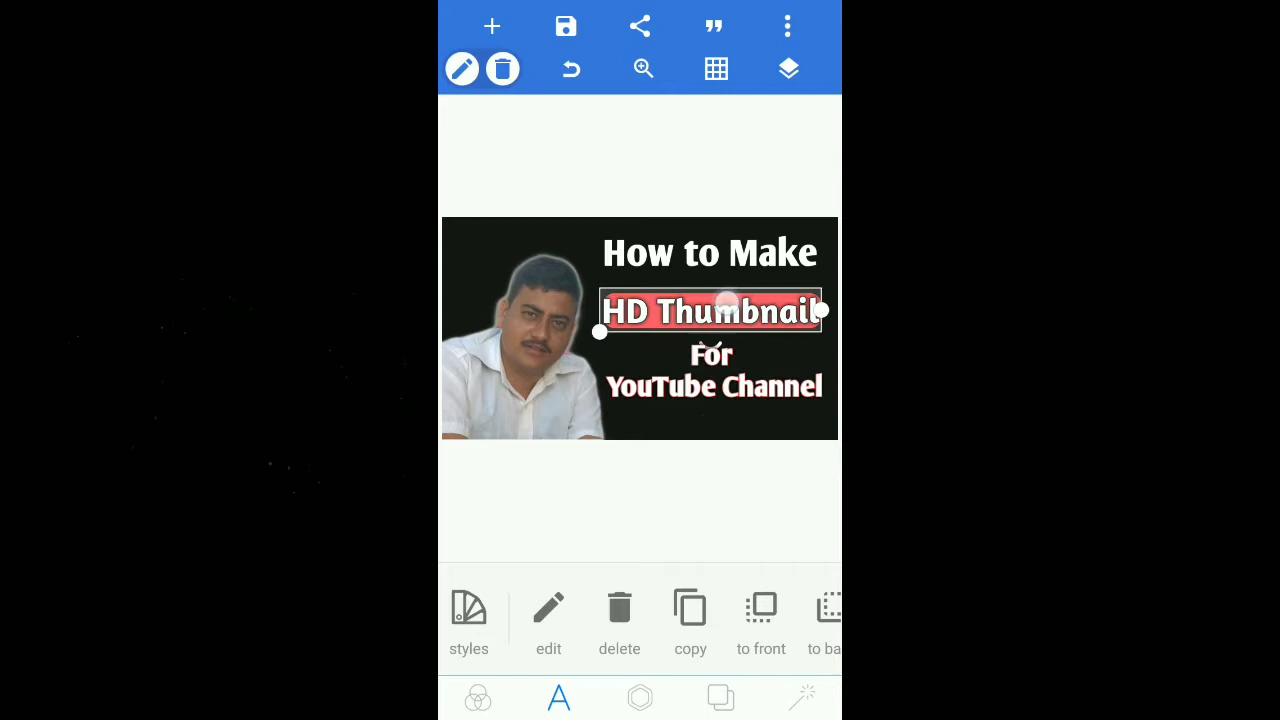 How to Make
HD Thumbnail
For
YouTube Channel
styles
edit
delete
copy
to front
to ba